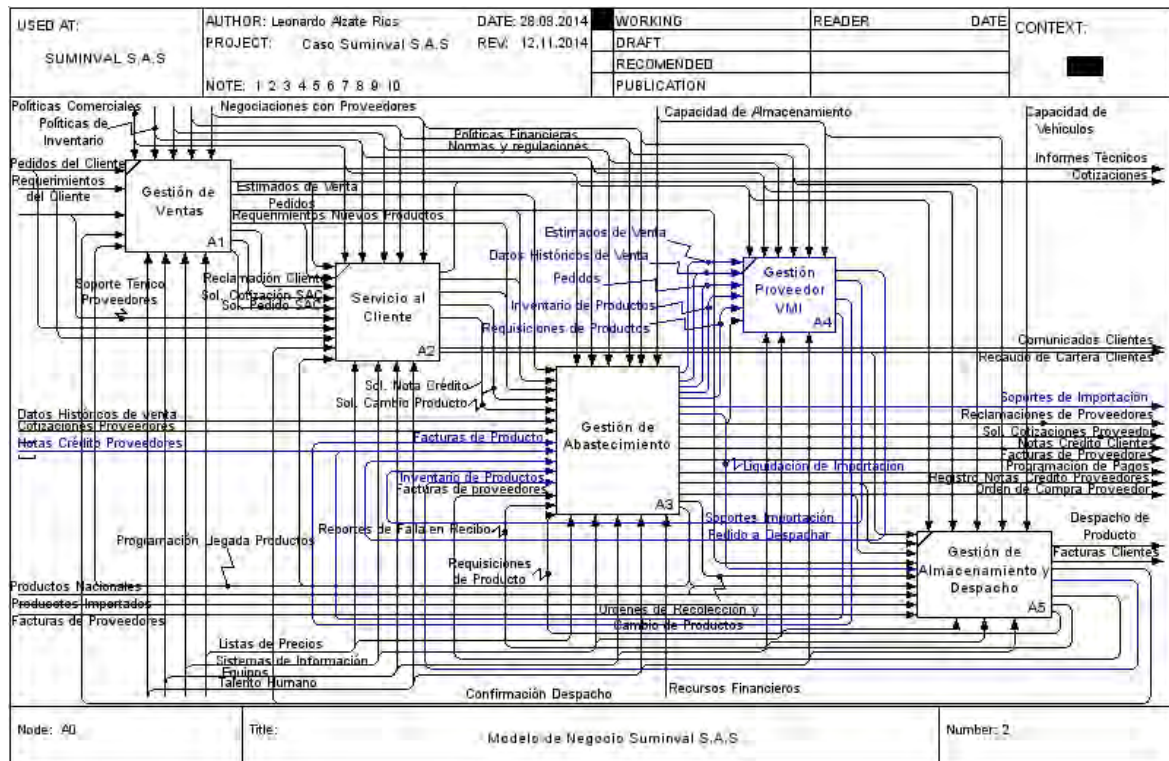 USED AT:
SUMINVAL S.A.S
AUTHOR: Leonardo Alzate Rios
DATE: 28.08.2014
PROJECT: Caso Suminval S.A.S
REV: 12.11.2014
NOTE: 1 2 3 4 5 6 7 8 9 10
WORKING
DRAFT
RECOMENDED
PUBLICATION
READER
DATE
CONTEXT:
Políticas Comerciales
Políticas de
Inventario
Negociaciones con Proveedores
Políticas Financieras
Normas y regulaciones
Capacidad de Almacenamiento
Capacidad de
Vehículos
Pedidos del Cliente
Requerimientos
del Cliente
Gestión de
Ventas
A1
Estimados de Venta
Pedidos
Requerimientos Nuevos Productos
Informes Técnicos
Cotizaciones
Soporte Ténico
Proveedores
Reclamación Cliente
Sol. Cotización SAC
Sol. Pedido SAC
Servicio al
Cliente
A2
Estimados de Venta
Datos Históricos de Venta
Pedidos
Inventario de Productos
Requisiciones de Productos
Gestión
Proveedor
VMI
A4
Comunicados Clientes
Recaudo de Cartera Clientes
Sol. Nota Crédito
Sol. Cambio Producto
Datos Históricos de venta
Cotizaciones Proveedores
Notas Crédito Proveedores
Facturas de Producto
Inventario de Productos
Facturas de proveedores
Reportes de Falla en Recibo
Gestión de
Abastecimiento
A3
Liquidación de Importación
Soportes de Importación
Reclamaciones de Proveedores
Sol. Cotizaciones Proveedor
Notas Crédito Clientes
Facturas de Proveedores
Programación de Pagos
Registro Notas Crédito Proveedores
Orden de Compra Proveedor
Soportes Importación
Pedido a Despachar
Despacho de
Producto
Facturas Clientes
Programación Llegada Productos
Requisiciones
de Producto
Gestión de
Almacenamiento y
Despacho
A5
Productos Nacionales
Productos Importados
Facturas de Proveedores
Órdenes de Recolección y
Cambio de Productos
Listas de Precios
Sistemas de Información
Equipos
Talento Humano
Confirmación Despacho
Recursos Financieros
Node: A0
Title:
Modelo de Negocio Suminval S.A.S
Number: 2